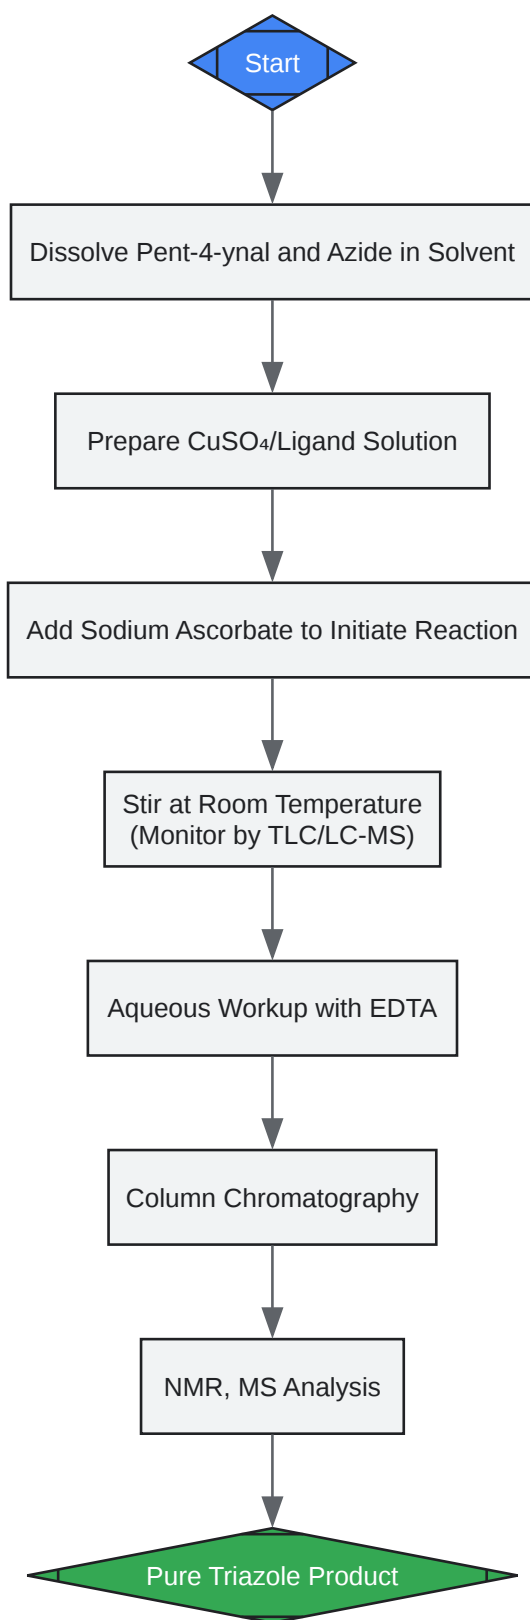 Start
Dissolve Pent-4-ynal and Azide in Solvent
Prepare CuSO₄/Ligand Solution
Add Sodium Ascorbate to Initiate Reaction
Stir at Room Temperature
(Monitor by TLC/LC-MS)
Aqueous Workup with EDTA
Column Chromatography
NMR, MS Analysis
Pure Triazole Product